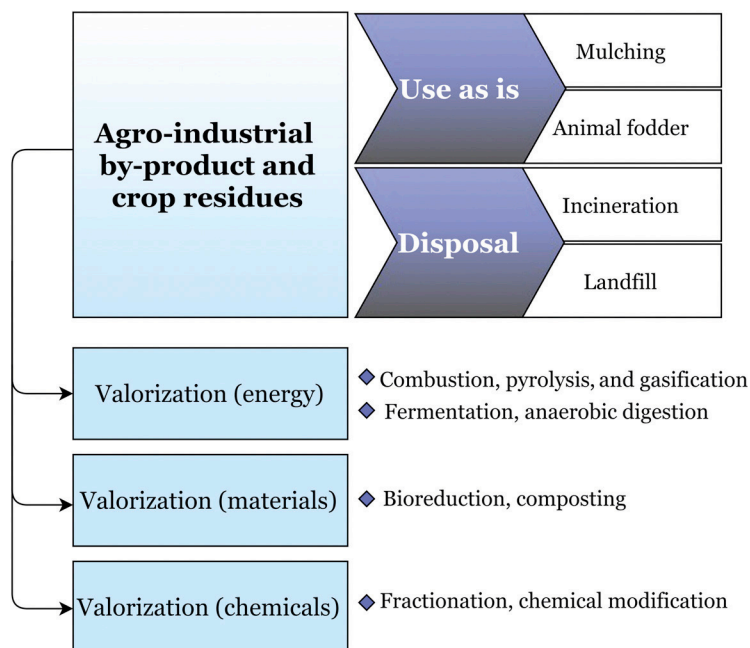 Agro-industrial
by-product and
crop residues
Use as is
Mulching
Animal fodder
Disposal
Incineration
Landfill
Valorization (energy)
Combustion, pyrolysis, and gasification
Fermentation, anaerobic digestion
Valorization (materials)
Bioreduction, composting
Valorization (chemicals)
Fractionation, chemical modification